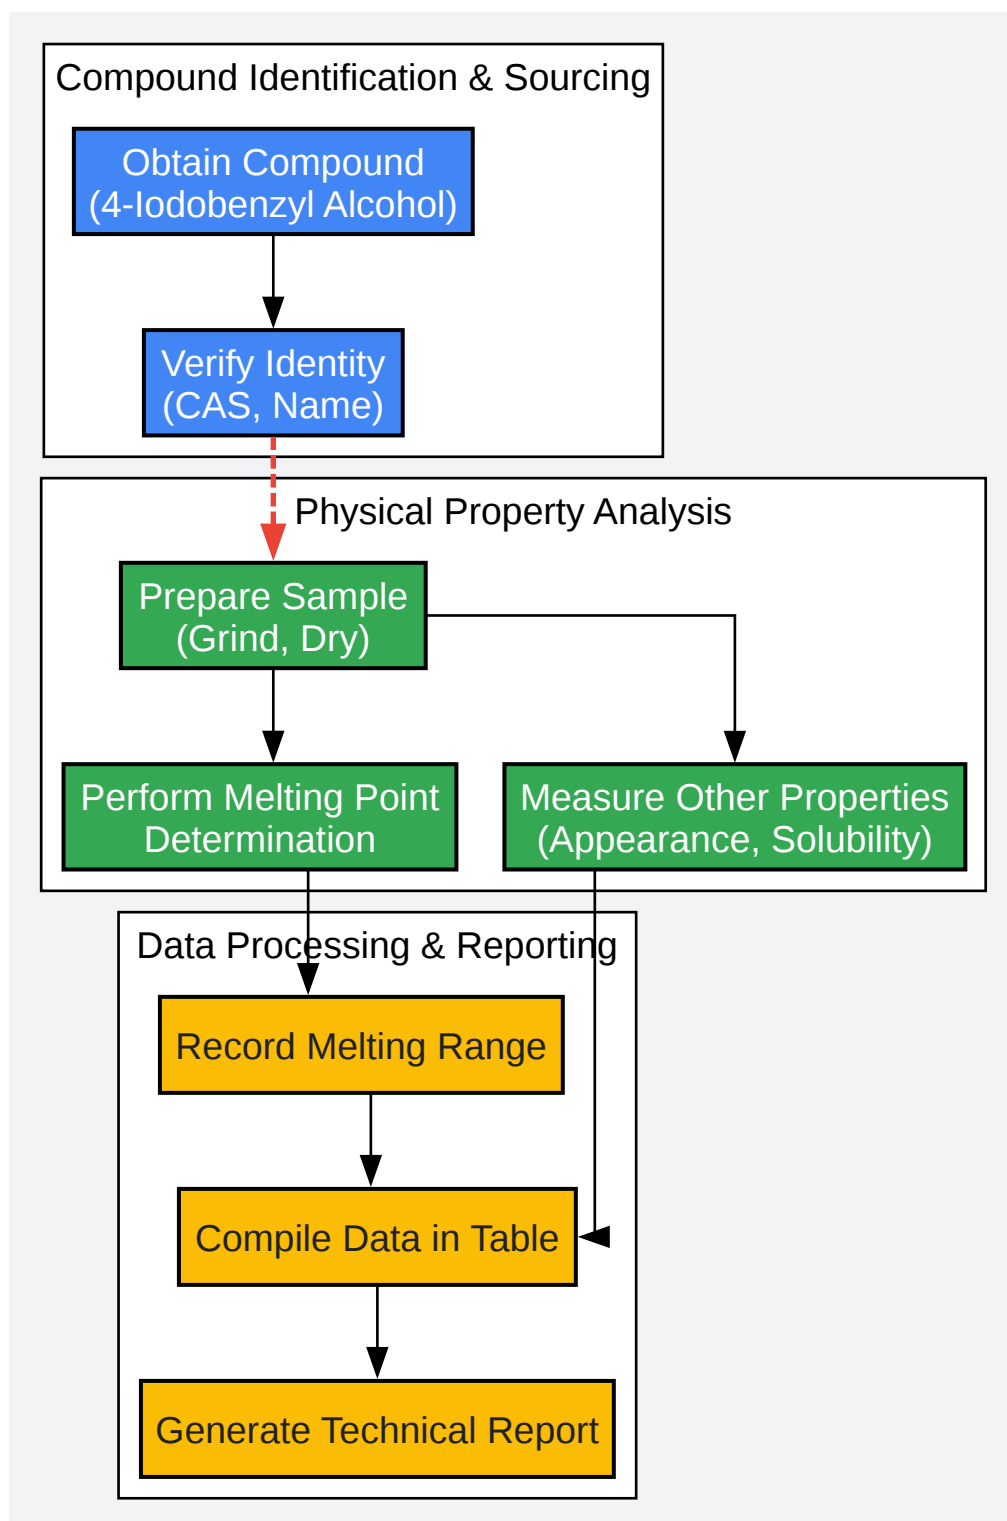 Compound Identification & Sourcing
Obtain Compound
(4-Iodobenzyl Alcohol)
Verify Identity
(CAS, Name)
Physical Property Analysis
Prepare Sample
(Grind, Dry)
Perform Melting Point
Determination
Measure Other Properties
(Appearance, Solubility)
Data Processing & Reporting
Record Melting Range
Compile Data in Table
Generate Technical Report